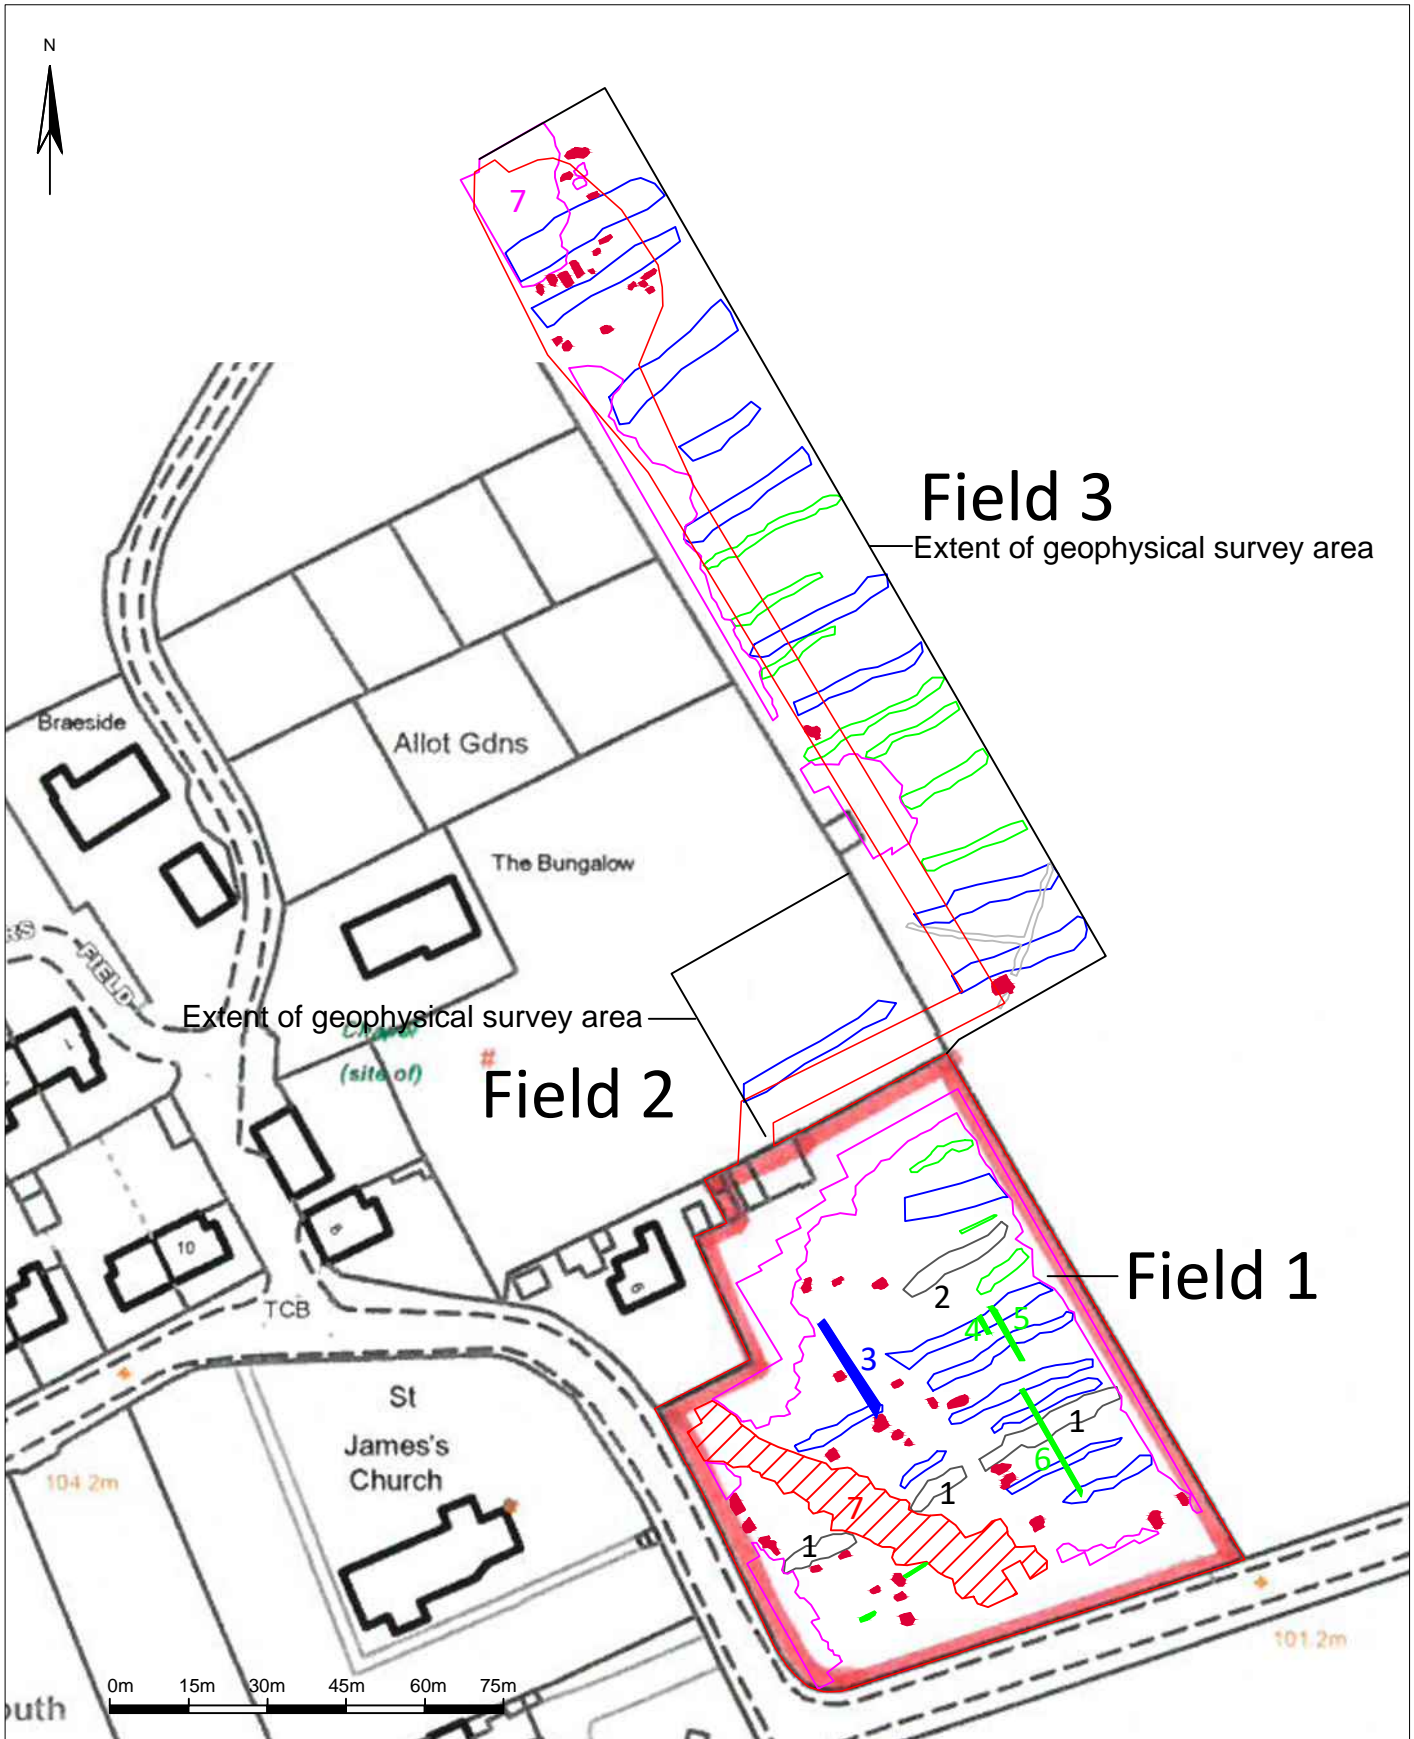 N
7
Field 3
Extent of geophysical survey area
Braeside
Allot Gdns
The Bungalow
FIELD
Extent of geophysical survey area
(site of)
#
Field 2
10
6
TCB
Field 1
2
4
5
3
St
James's
Church
1
6
1
7
1
104.2m
101.2m
0m 15m 30m 45m 60m 75m
outh